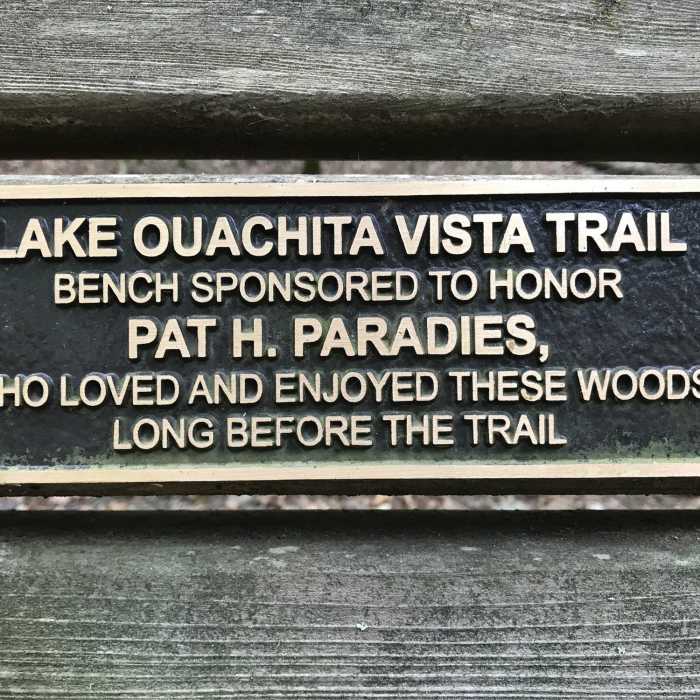 LAKE OUACHITA VISTA TRAIL
BENCH SPONSORED TO HONOR
PAT H. PARADIES,
HO LOVED AND ENJOYED THESE WOODS
LONG BEFORE THE TRAIL